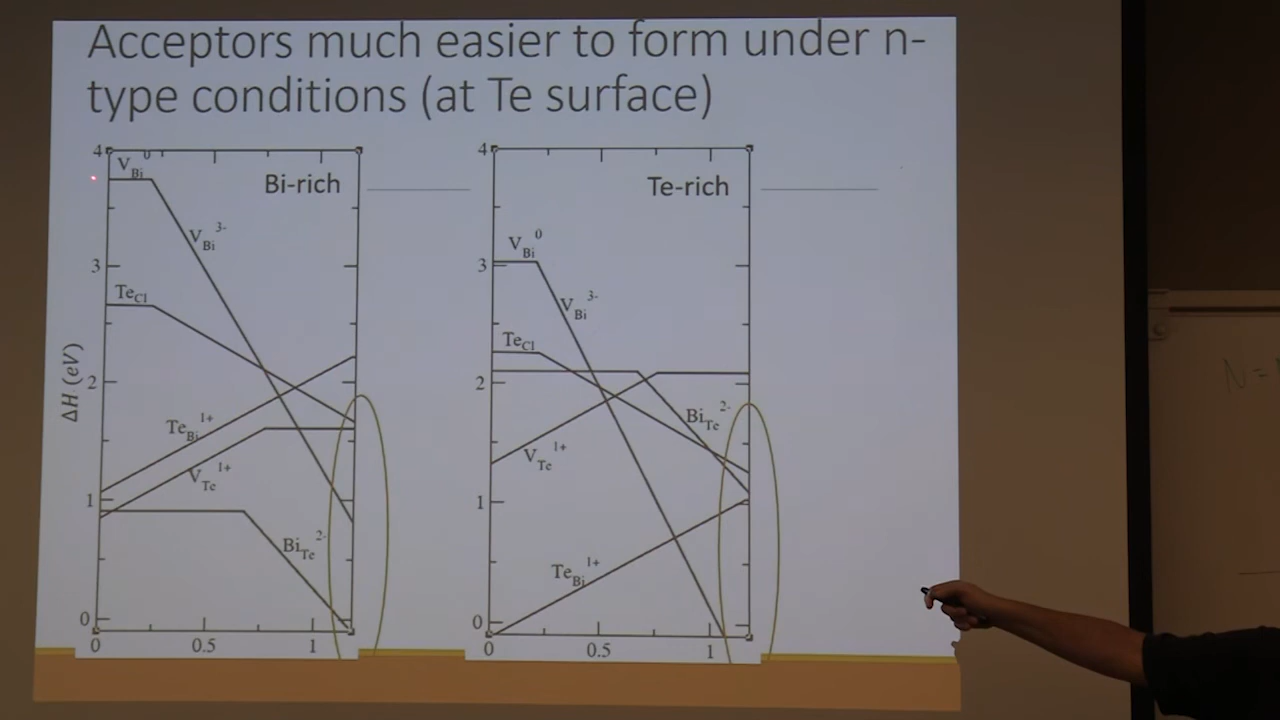 Acceptors much easier to form under n-
type conditions (at Te surface)
4
V_Bi^0
Bi-rich
V_Bi^3-
3
Te_Cl
ΔH (eV)
2
Te_Bi^1+
V_Te^1+
1
Bi_Te^2-
0
0 0.5 1
4
Te-rich
V_Bi^0
3
V_Bi^3-
Te_Cl
2
Bi_Te^2-
V_Te^1+
1
Te_Bi^1+
0
0 0.5 1
N =